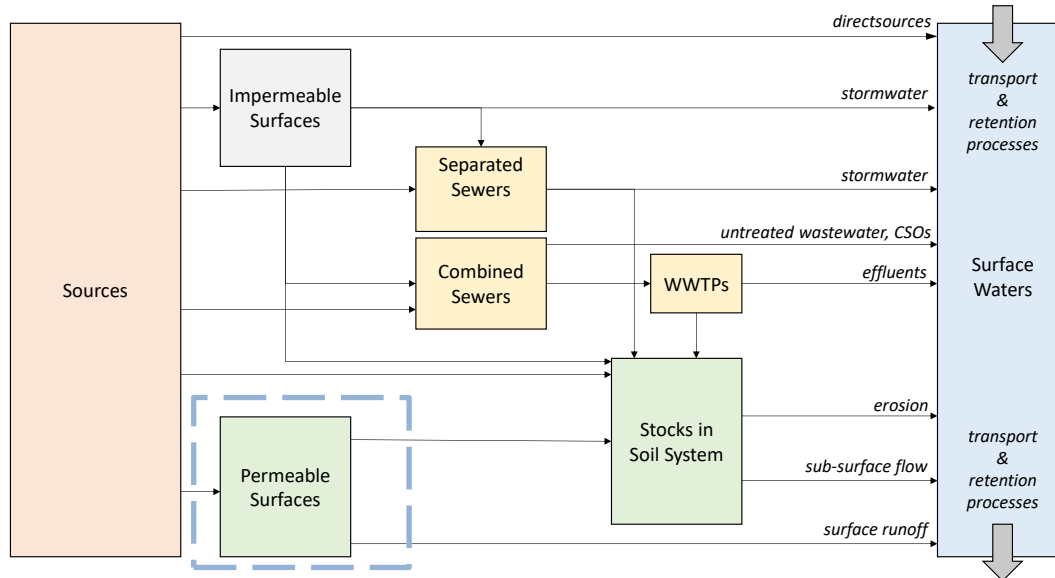 directsources
Impermeable
Surfaces
stormwater
transport
&
retention
processes
Separated
Sewers
stormwater
untreated wastewater, CSOs
Sources
Combined
Sewers
WWTPs
effluents
Surface
Waters
erosion
Stocks in
Soil System
Permeable
Surfaces
sub-surface flow
transport
&
retention
processes
surface runoff